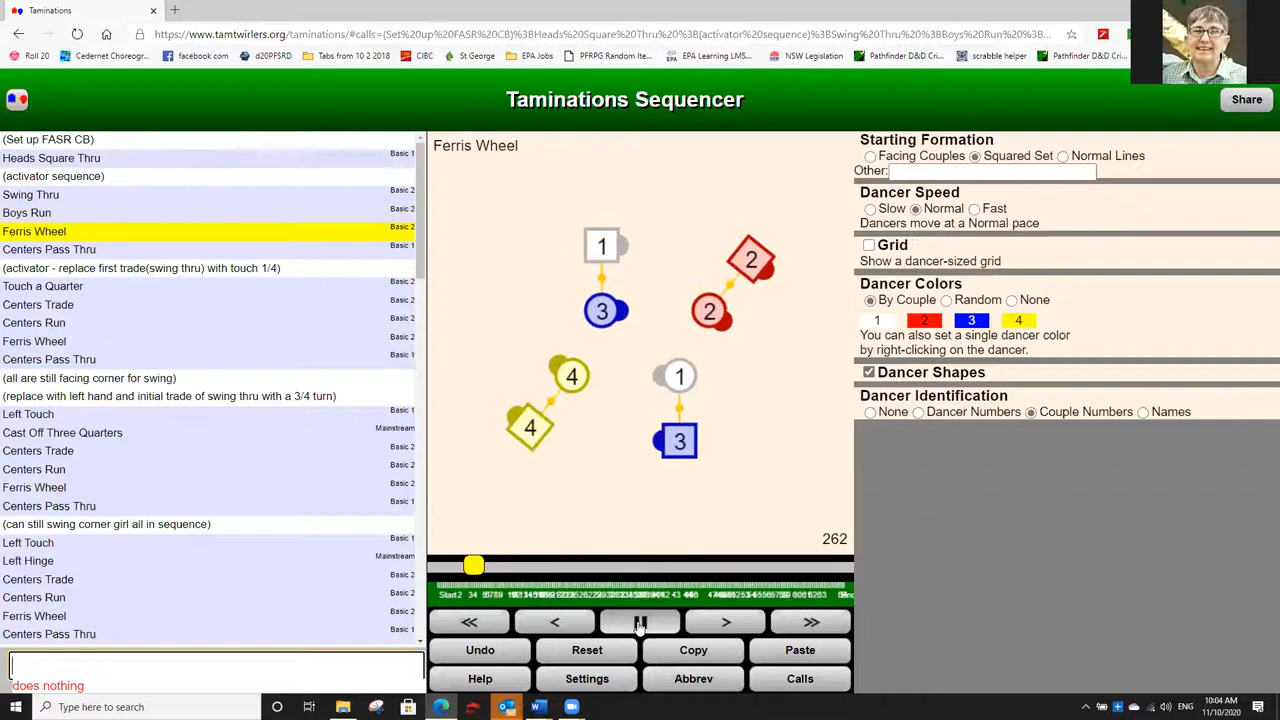 Taminations
https://www.tamtwirlers.org/taminations/#calls=(Set%20up%20FASR%20CB)%3BHeads%20Square%20Thru%20%3B(activator%20sequence)%3BSwing%20Thru%20%3BBoys%20Run%20%3...
Roll 20
Cedernet Choreogr...
facebook.com
d20PFSRD
Tabs from 10 2 2018
CIBC
St George
EPA Jobs
PFRPG Random Ite...
EPA Learning LMS...
NSW Legislation
Pathfinder D&D Cri...
scrabble helper
Pathfinder D&D Cri...
Taminations Sequencer
Share
(Set up FASR CB)
Heads Square Thru Basic 1
(activator sequence)
Swing Thru Basic 2
Boys Run Basic 2
Ferris Wheel Basic 2
Centers Pass Thru Basic 1
(activator - replace first trade(swing thru) with touch 1/4)
Touch a Quarter Basic 2
Centers Trade Basic 2
Centers Run Basic 2
Ferris Wheel Basic 2
Centers Pass Thru Basic 1
(all are still facing corner for swing)
(replace with left hand and initial trade of swing thru with a 3/4 turn)
Left Touch Basic 1
Cast Off Three Quarters Mainstream
Centers Trade Basic 2
Centers Run Basic 2
Ferris Wheel Basic 2
Centers Pass Thru Basic 1
(can still swing corner girl all in sequence)
Left Touch Basic 1
Left Hinge Mainstream
Centers Trade Basic 2
Centers Run Basic 2
Ferris Wheel Basic 2
Centers Pass Thru Basic 1
does nothing
Ferris Wheel
1
2
3
2
4
1
4
3
262
Start
<< < > >>
Undo Reset Copy Paste
Help Settings Abbrev Calls
Starting Formation
Facing Couples Squared Set Normal Lines
Other:
Dancer Speed
Slow Normal Fast
Dancers move at a Normal pace
Grid
Show a dancer-sized grid
Dancer Colors
By Couple Random None
1 2 3 4
You can also set a single dancer color
by right-clicking on the dancer.
Dancer Shapes
Dancer Identification
None Dancer Numbers Couple Numbers Names
Type here to search
10:04 AM
11/10/2020